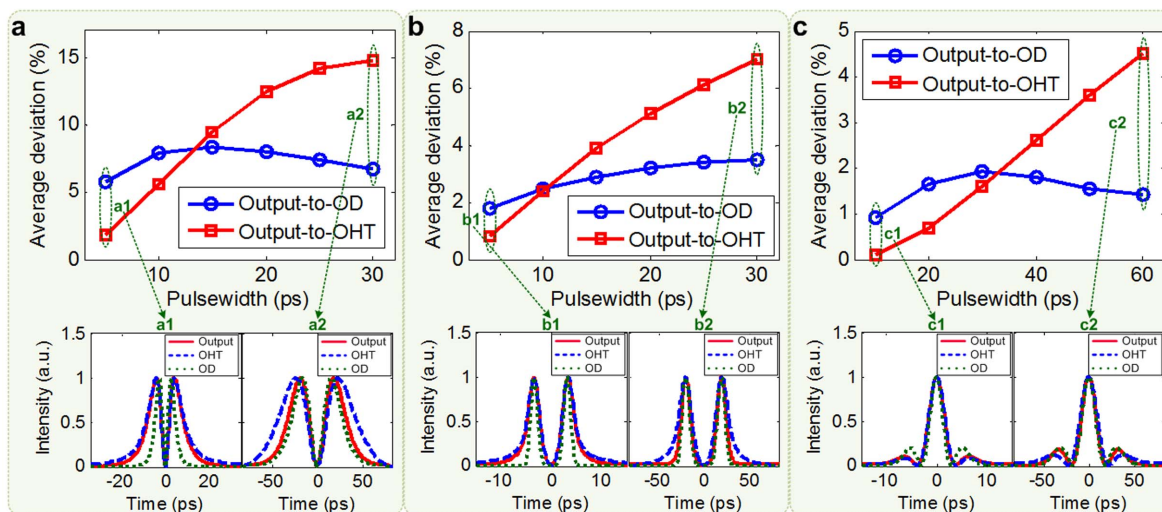 a
Average deviation (%)
15
10
5
0
10
20
30
Pulsewidth (ps)
Output-to-OD
Output-to-OHT
a1
a2
b
Average deviation (%)
8
6
4
2
0
10
20
30
Pulsewidth (ps)
Output-to-OD
Output-to-OHT
b1
b2
c
Average deviation (%)
5
4
3
2
1
0
20
40
60
Pulsewidth (ps)
Output-to-OD
Output-to-OHT
c1
c2
a1
Intensity (a.u.)
1.5
1
0.5
0
Output
OHT
OD
-20 0 20
Time (ps)
a2
Output
OHT
OD
-50 0 50
Time (ps)
b1
Intensity (a.u.)
1.5
1
0.5
0
Output
OHT
OD
-10 0 10
Time (ps)
b2
Output
OHT
OD
-50 0 50
Time (ps)
c1
Intensity (a.u.)
1.5
1
0.5
0
Output
OHT
OD
-10 0 10
Time (ps)
c2
Output
OHT
OD
-50 0 50
Time (ps)